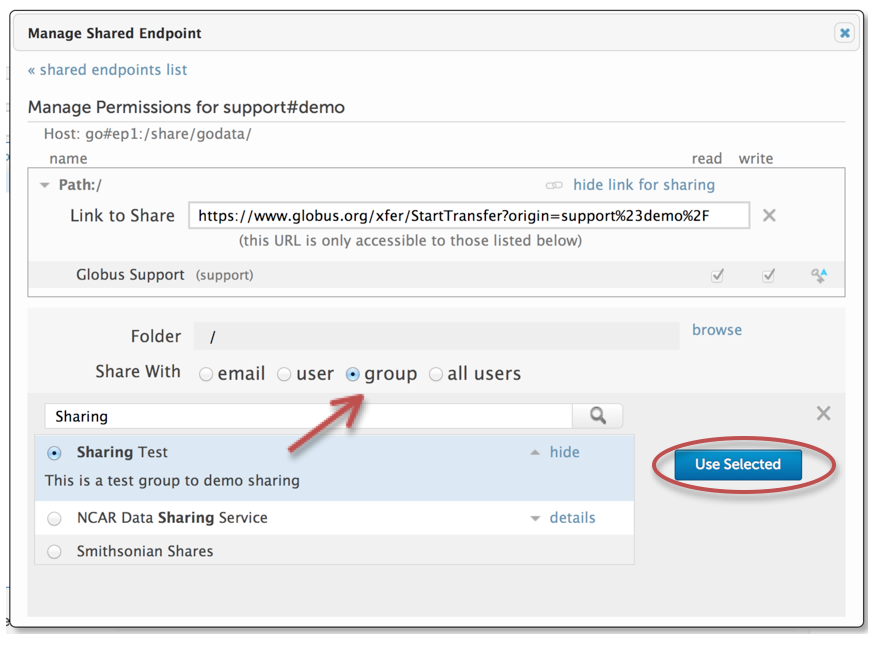 Manage Shared Endpoint
« shared endpoints list
Manage Permissions for support#demo
Host: go#ep1:/share/godata/
name read write
Path:/ hide link for sharing
Link to Share https://www.globus.org/xfer/StartTransfer?origin=support%23demo%2F
(this URL is only accessible to those listed below)
Globus Support (support)
Folder / browse
Share With email user group all users
Sharing
Sharing Test hide
Use Selected
This is a test group to demo sharing
NCAR Data Sharing Service details
Smithsonian Shares